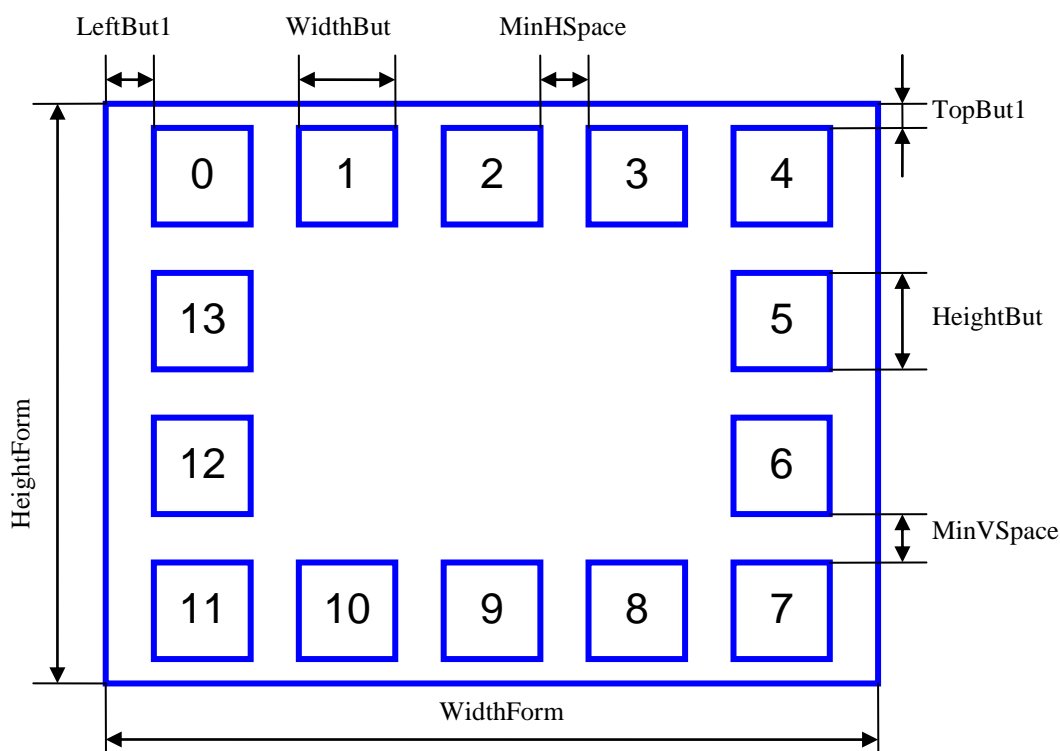 LeftBut1 WidthBut MinHSpace
TopBut1
0 1 2 3 4
13 5 HeightBut
HeightForm
12 6
MinVSpace
11 10 9 8 7
WidthForm